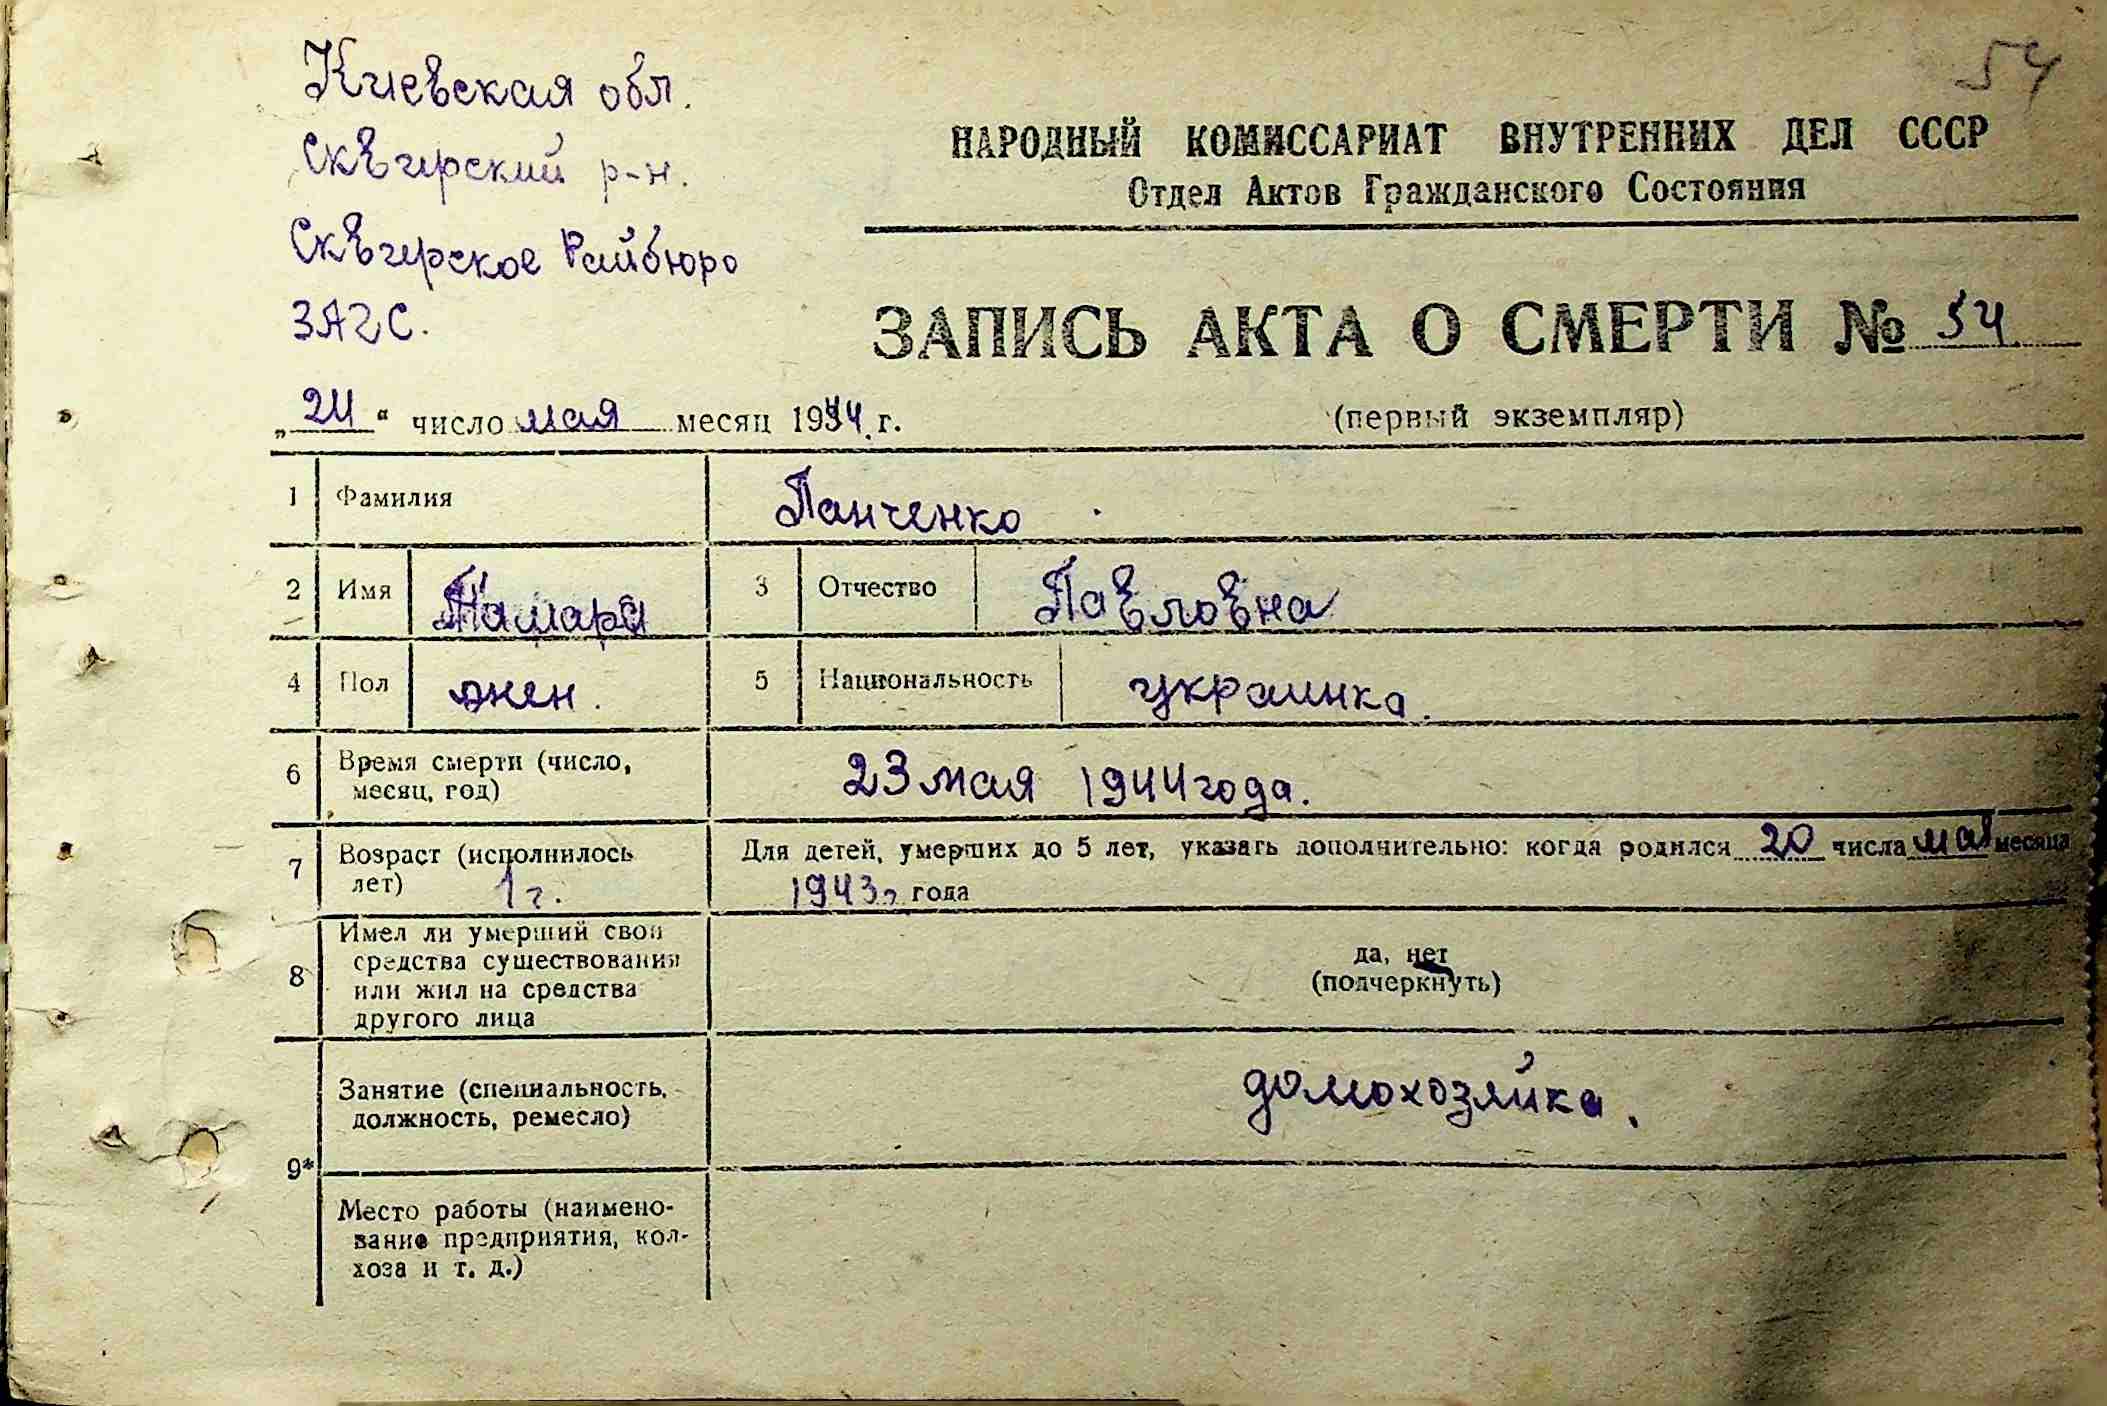 54
Киевская обл.
Сквирский р-н.
Сквирское Райбюро
ЗАГС.
НАРОДНЫЙ КОМИССАРИАТ ВНУТРЕННИХ ДЕЛ СССР
Отдел Актов Гражданского Состояния
ЗАПИСЬ АКТА О СМЕРТИ № 54
„24“ число мая месяц 1944 г.
(первый экземпляр)
1 Фамилия Панченко
2 Имя Тамара 3 Отчество Павловна
4 Пол жен. 5 Национальность украинка.
6 Время смерти (число,
месяц, год) 23 мая 1944 года.
7 Возраст (исполнилось
лет) 1 г.
Для детей, умерших до 5 лет, указать дополнительно: когда родился 20 числа мая месяца
1943 г. года
8 Имел ли умерший свои
средства существования
или жил на средства
другого лица
да, нет
(подчеркнуть)
9* Занятие (специальность,
должность, ремесло) домохозяйка.
Место работы (наимено-
вание предприятия, кол-
хоза и т. д.)